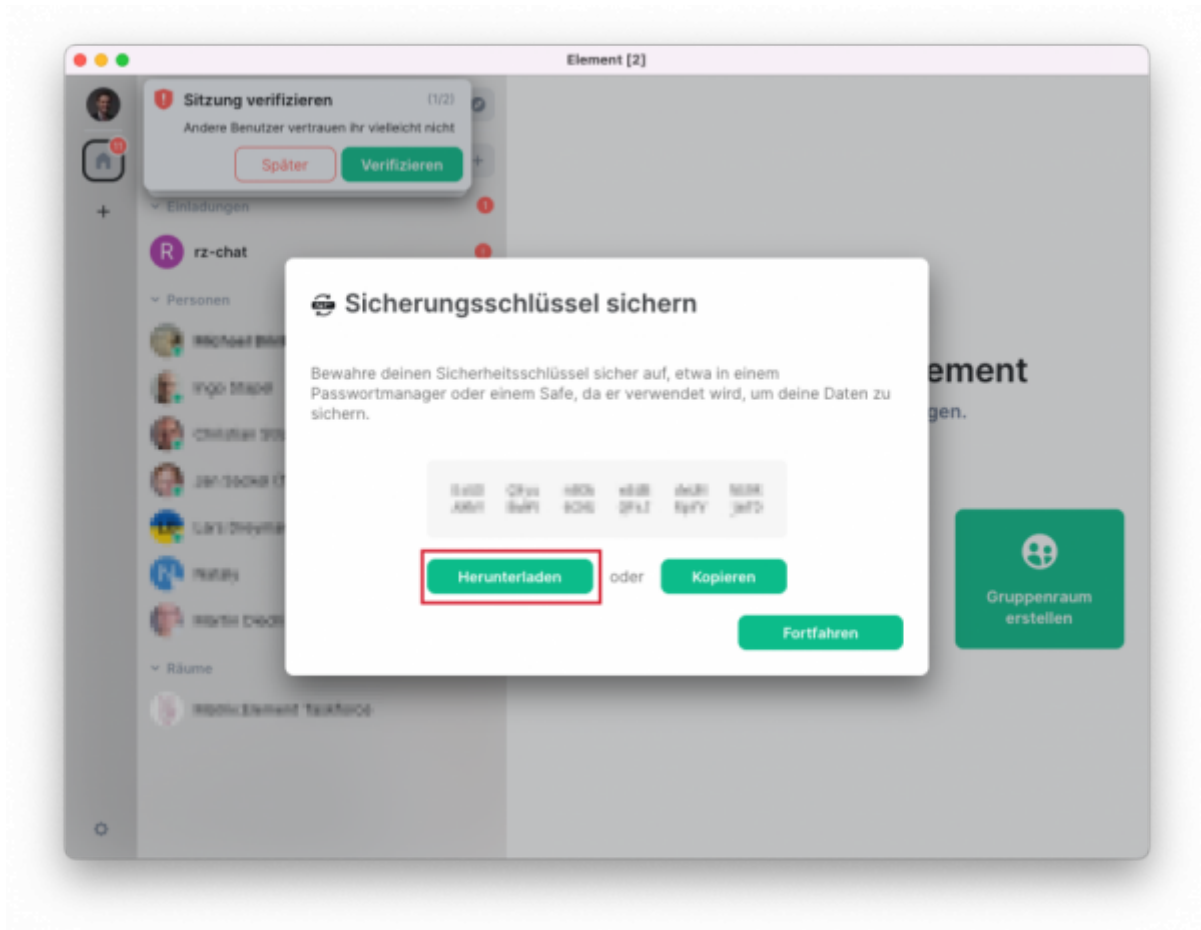 Element [2]
Sitzung verifizieren (1/2)
Andere Benutzer vertrauen ihr vielleicht nicht
Später Verifizieren
11
+
+
Einladungen 1
R rz-chat
Personen
Räume
Sicherungsschlüssel sichern
Bewahre deinen Sicherheitsschlüssel sicher auf, etwa in einem
Passwortmanager oder einem Safe, da er verwendet wird, um deine Daten zu
sichern.
Herunterladen oder Kopieren
Fortfahren
ement
gen.
Gruppenraum
erstellen